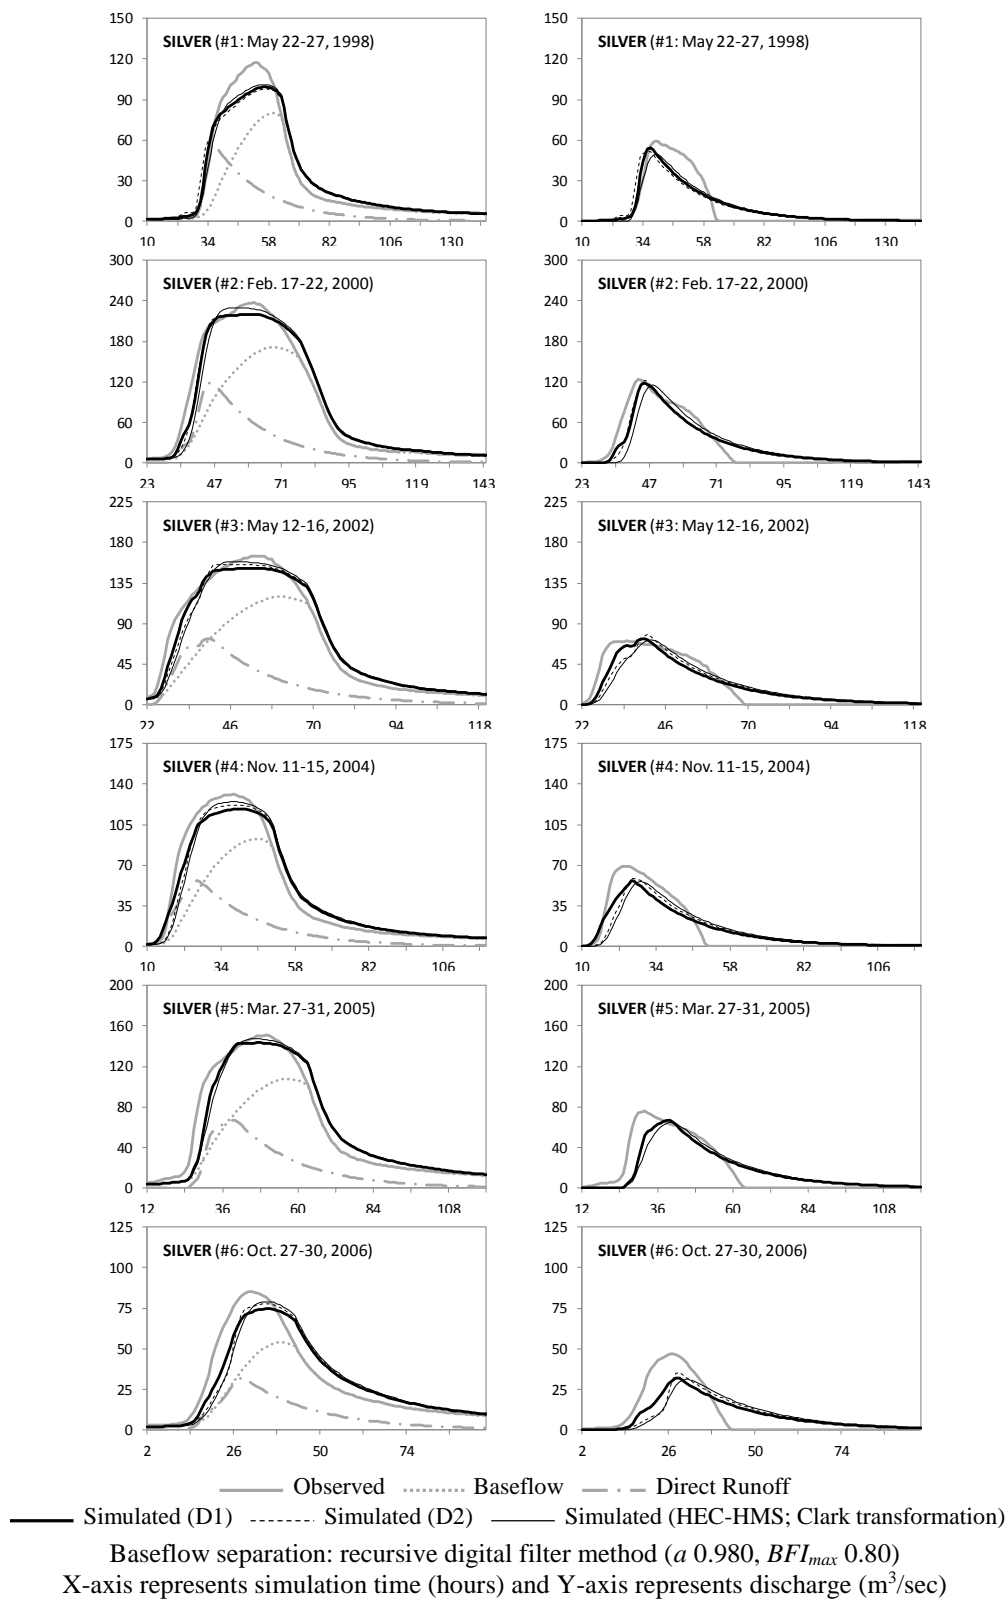 150
120
90
60
30
0
SILVER (#1: May 22-27, 1998)
10 34 58 82 106 130
150
120
90
60
30
0
SILVER (#1: May 22-27, 1998)
10 34 58 82 106 130
300
240
180
120
60
0
SILVER (#2: Feb. 17-22, 2000)
23 47 71 95 119 143
300
240
180
120
60
0
SILVER (#2: Feb. 17-22, 2000)
23 47 71 95 119 143
225
180
135
90
45
0
SILVER (#3: May 12-16, 2002)
22 46 70 94 118
225
180
135
90
45
0
SILVER (#3: May 12-16, 2002)
22 46 70 94 118
175
140
105
70
35
0
SILVER (#4: Nov. 11-15, 2004)
10 34 58 82 106
175
140
105
70
35
0
SILVER (#4: Nov. 11-15, 2004)
10 34 58 82 106
200
160
120
80
40
0
SILVER (#5: Mar. 27-31, 2005)
12 36 60 84 108
200
160
120
80
40
0
SILVER (#5: Mar. 27-31, 2005)
12 36 60 84 108
125
100
75
50
25
0
SILVER (#6: Oct. 27-30, 2006)
2 26 50 74
125
100
75
50
25
0
SILVER (#6: Oct. 27-30, 2006)
2 26 50 74
Observed Baseflow Direct Runoff
Simulated (D1) Simulated (D2) Simulated (HEC-HMS; Clark transformation)
Baseflow separation: recursive digital filter method (a 0.980, BFImax 0.80)
X-axis represents simulation time (hours) and Y-axis represents discharge (m³/sec)